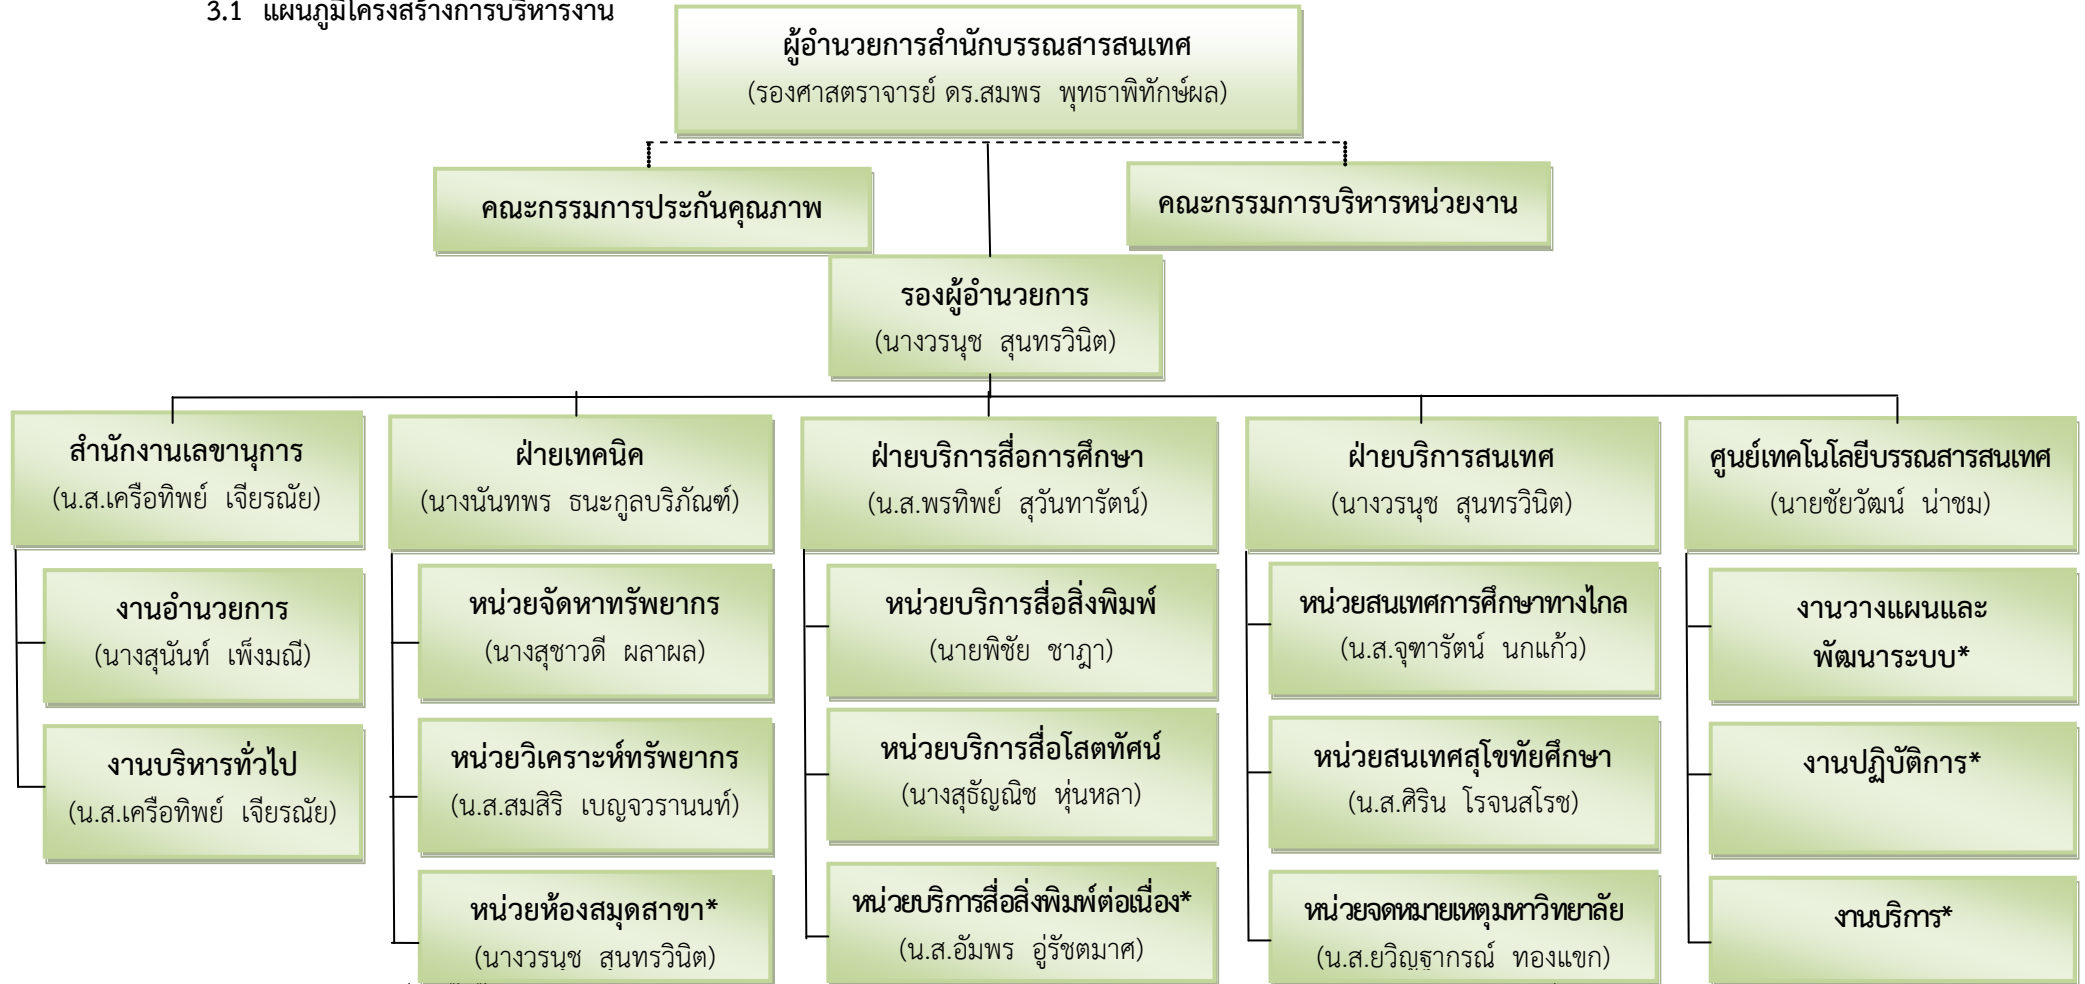 3.1 แผนภูมิโครงสร้างการบริหารงาน
ผู้อำนวยการสำนักบรรณสารสนเทศ
(รองศาสตราจารย์ ดร.สมพร พุทธาพิทักษ์ผล)
คณะกรรมการประกันคุณภาพ
คณะกรรมการบริหารหน่วยงาน
รองผู้อำนวยการ
(นางวรนุช สุนทรวินิต)
สำนักงานเลขานุการ
(น.ส.เครือทิพย์ เจียรณัย)
งานอำนวยการ
(นางสุนันท์ เพ็งมณี)
งานบริหารทั่วไป
(น.ส.เครือทิพย์ เจียรณัย)
ฝ่ายเทคนิค
(นางนันทพร ธนะกูลบริภัณฑ์)
หน่วยจัดหาทรัพยากร
(นางสุชาวดี ผลาผล)
หน่วยวิเคราะห์ทรัพยากร
(น.ส.สมสิริ เบญจวรานนท์)
หน่วยห้องสมุดสาขา*
(นางวรนุช สุนทรวินิต)
ฝ่ายบริการสื่อการศึกษา
(น.ส.พรทิพย์ สุวันทารัตน์)
หน่วยบริการสื่อสิ่งพิมพ์
(นายพิชัย ชาฎา)
หน่วยบริการสื่อโสตทัศน์
(นางสุธัญณิช หุ่นหลา)
หน่วยบริการสื่อสิ่งพิมพ์ต่อเนื่อง*
(น.ส.อัมพร อู่รัชตมาศ)
ฝ่ายบริการสนเทศ
(นางวรนุช สุนทรวินิต)
หน่วยสนเทศการศึกษาทางไกล
(น.ส.จุฑารัตน์ นกแก้ว)
หน่วยสนเทศสุโขทัยศึกษา
(น.ส.ศิริน โรจนสโรช)
หน่วยจดหมายเหตุมหาวิทยาลัย
(น.ส.ยวิญฐากรณ์ ทองแขก)
ศูนย์เทคโนโลยีบรรณสารสนเทศ
(นายชัยวัฒน์ น่าชม)
งานวางแผนและ
พัฒนาระบบ*
งานปฏิบัติการ*
งานบริการ*